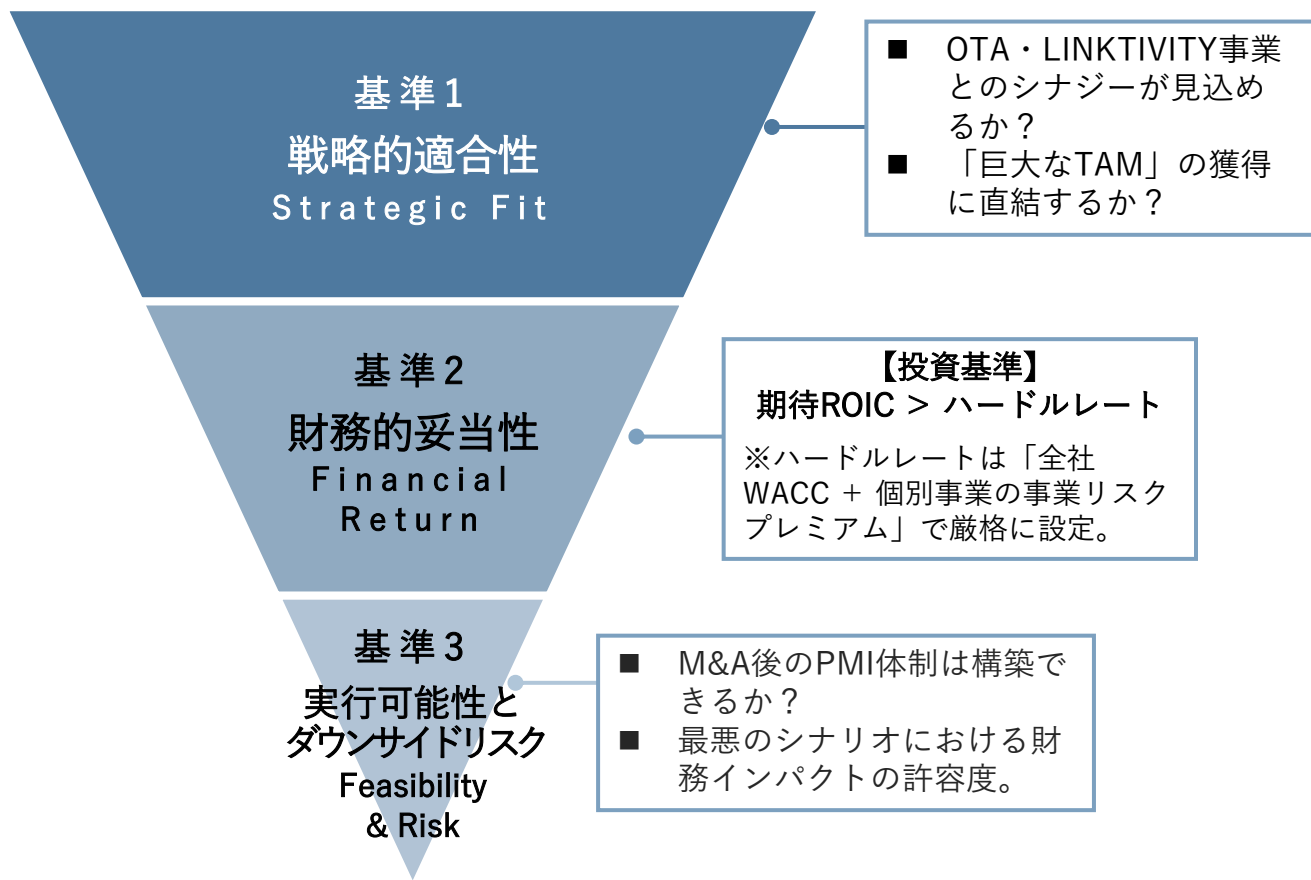 基準1
戦略的適合性
Strategic Fit
■ OTA・LINKTIVITY事業
とのシナジーが見込め
るか？
■ 「巨大なTAM」の獲得
に直結するか？
基準2
財務的妥当性
Financial
Return
【投資基準】
期待ROIC > ハードルレート
※ハードルレートは「全社
WACC + 個別事業の事業リスク
プレミアム」で厳格に設定。
基準3
実行可能性と
ダウンサイドリスク
Feasibility
& Risk
■ M&A後のPMI体制は構築で
きるか？
■ 最悪のシナリオにおける財
務インパクトの許容度。